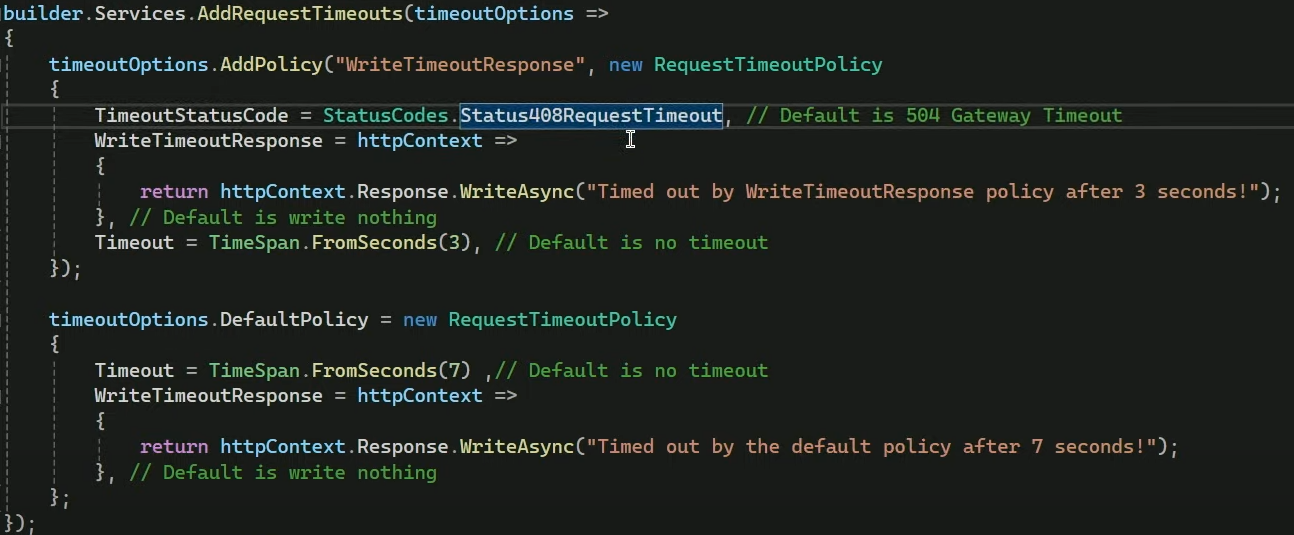 builder.Services.AddRequestTimeouts(timeoutOptions =>
{
    timeoutOptions.AddPolicy("WriteTimeoutResponse", new RequestTimeoutPolicy
    {
        TimeoutStatusCode = StatusCodes.Status408RequestTimeout, // Default is 504 Gateway Timeout
        WriteTimeoutResponse = httpContext =>
        {
            return httpContext.Response.WriteAsync("Timed out by WriteTimeoutResponse policy after 3 seconds!");
        }, // Default is write nothing
        Timeout = TimeSpan.FromSeconds(3), // Default is no timeout
    });

    timeoutOptions.DefaultPolicy = new RequestTimeoutPolicy
    {
        Timeout = TimeSpan.FromSeconds(7) ,// Default is no timeout
        WriteTimeoutResponse = httpContext =>
        {
            return httpContext.Response.WriteAsync("Timed out by the default policy after 7 seconds!");
        }, // Default is write nothing
    };
});